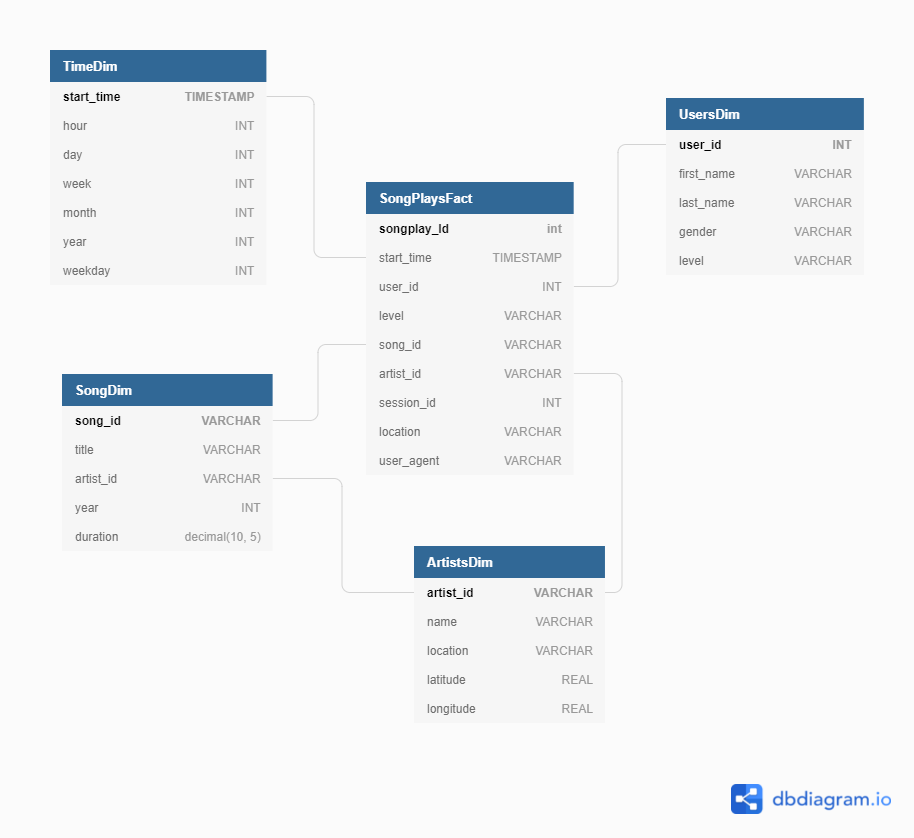 TimeDim
start_time TIMESTAMP
hour INT
day INT
week INT
month INT
year INT
weekday INT
UsersDim
user_id INT
first_name VARCHAR
last_name VARCHAR
gender VARCHAR
level VARCHAR
SongPlaysFact
songplay_Id int
start_time TIMESTAMP
user_id INT
level VARCHAR
song_id VARCHAR
artist_id VARCHAR
session_id INT
location VARCHAR
user_agent VARCHAR
SongDim
song_id VARCHAR
title VARCHAR
artist_id VARCHAR
year INT
duration decimal(10, 5)
ArtistsDim
artist_id VARCHAR
name VARCHAR
location VARCHAR
latitude REAL
longitude REAL
dbdiagram.io